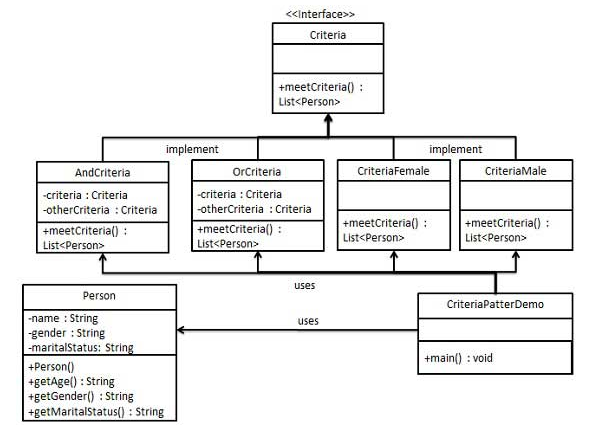 <<Interface>>
Criteria
+meetCriteria() :
List<Person>
implement
implement
AndCriteria
-criteria : Criteria
-otherCriteria : Criteria
+meetCriteria() :
List<Person>
OrCriteria
-criteria : Criteria
-otherCriteria : Criteria
+meetCriteria() :
List<Person>
CriteriaFemale
+meetCriteria() :
List<Person>
CriteriaMale
+meetCriteria() :
List<Person>
uses
Person
-name : String
-gender : String
-maritalStatus: String
+Person()
+getAge() : String
+getGender() : String
+getMaritalStatus() : String
uses
CriteriaPatterDemo
+main() : void